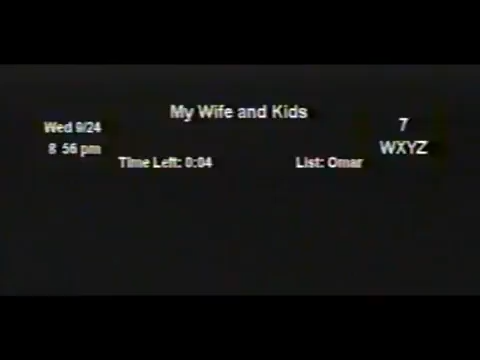 My Wife and Kids
Wed 9/24
7
8 56 pm
WXYZ
Time Left: 0:04
List: Omar